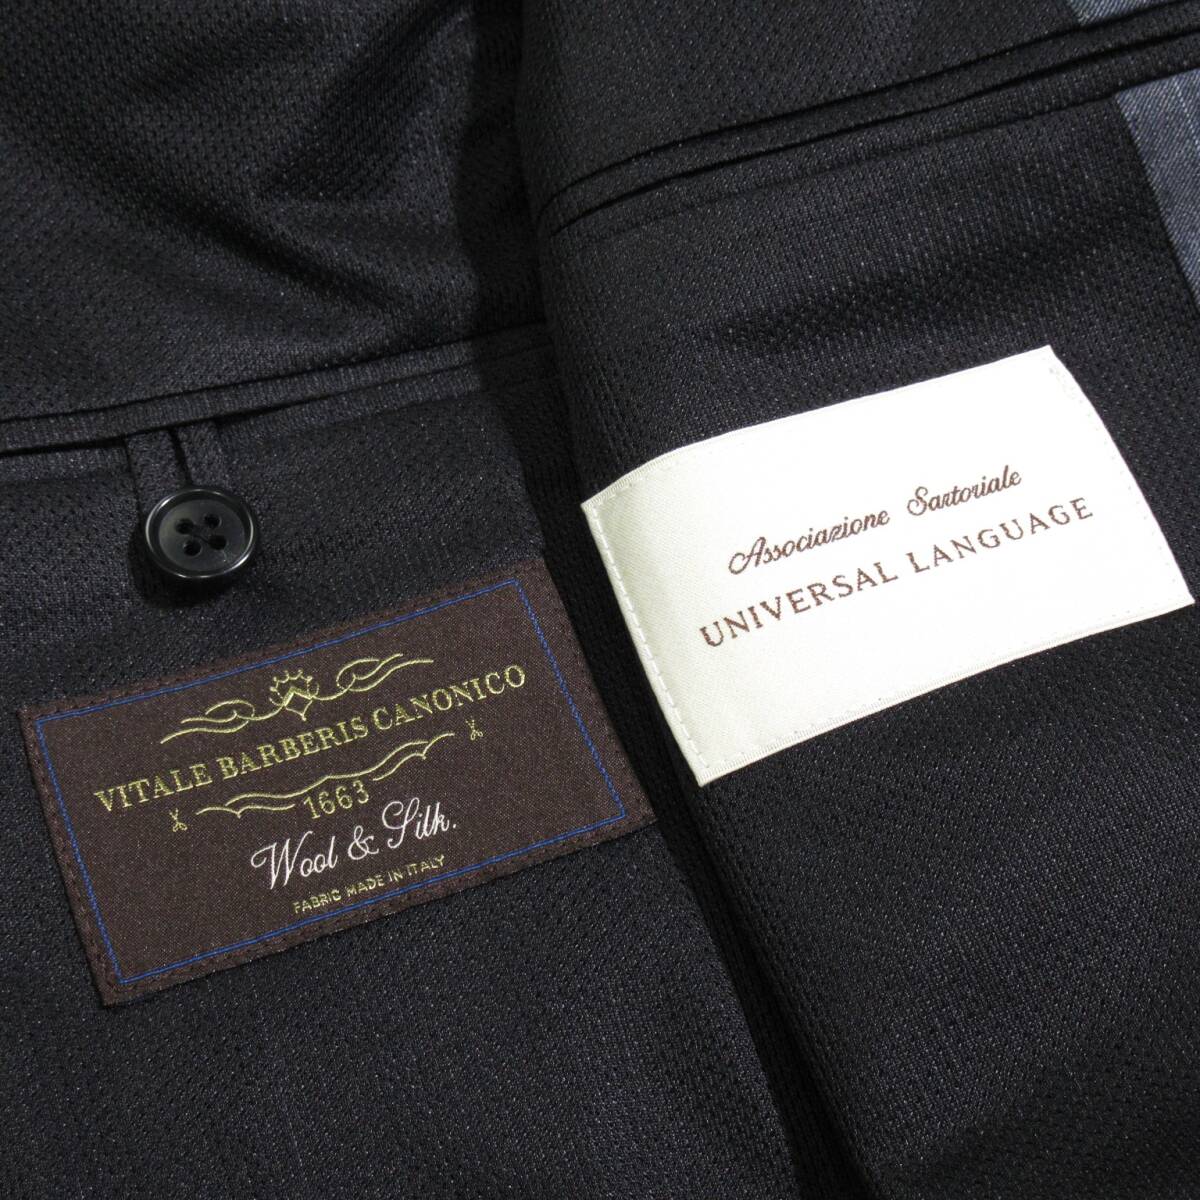 Associazione Sartoriale
UNIVERSAL LANGUAGE
VITALE BARBERIS CANONICO
1663
Wool & Silk.
FABRIC MADE IN ITALY